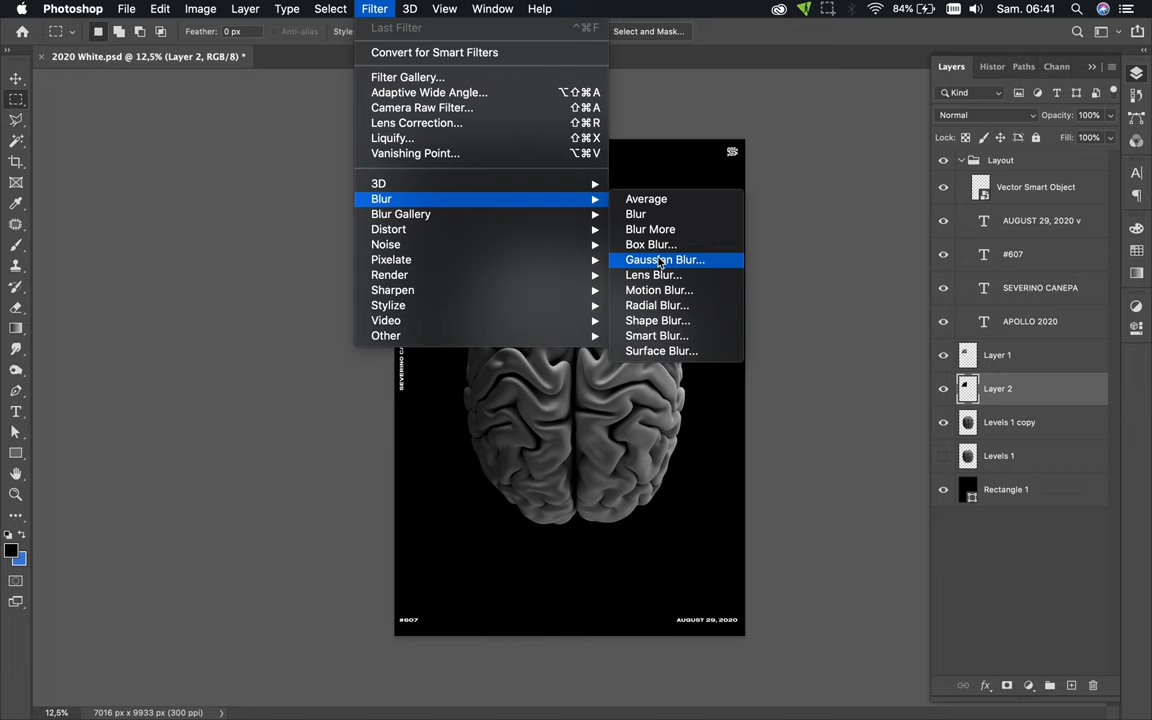 Photoshop File Edit Image Layer Type Select Filter 3D View Window Help 84% Sam. 06:41
Feather: 0 px Anti-alias Style Select and Mask...
× 2020 White.psd @ 12,5% (Layer 2, RGB/8) *
Last Filter ⌃⌘F
Convert for Smart Filters
Filter Gallery...
Adaptive Wide Angle... ⌥⇧⌘A
Camera Raw Filter... ⇧⌘A
Lens Correction... ⇧⌘R
Liquify... ⇧⌘X
Vanishing Point... ⌥⌘V
3D
Blur
Blur Gallery
Distort
Noise
Pixelate
Render
Sharpen
Stylize
Video
Other
Average
Blur
Blur More
Box Blur...
Gaussian Blur...
Lens Blur...
Motion Blur...
Radial Blur...
Shape Blur...
Smart Blur...
Surface Blur...
SEVERINO CA
#607
AUGUST 29, 2020
Layers Histor Paths Chann
Kind
Normal Opacity: 100%
Lock: Fill: 100%
Layout
Vector Smart Object
AUGUST 29, 2020 v
#607
SEVERINO CANEPA
APOLLO 2020
Layer 1
Layer 2
Levels 1 copy
Levels 1
Rectangle 1
12,5% 7016 px x 9933 px (300 ppi)